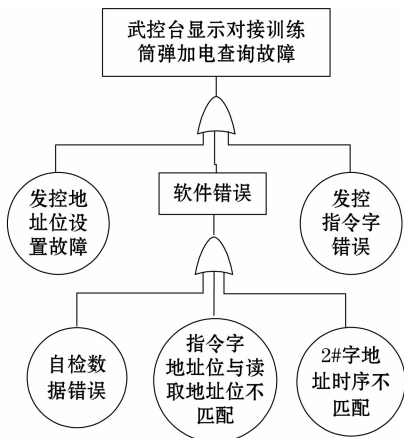 武控台显示对接训练
筒弹加电查询故障
发控地
址位设
置故障
软件错误
发控
指令字
错误
自检数
据错误
指令字
地址位与读
取地址位不
匹配
2#字地
址时序不
匹配